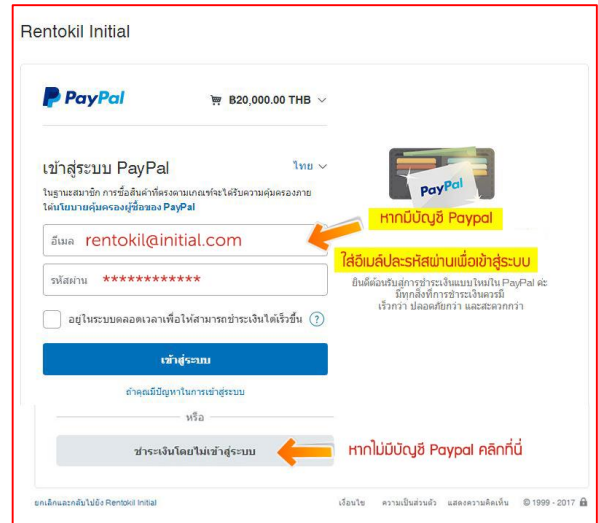 Rentokil Initial
PayPal
฿20,000.00 THB
เข้าสู่ระบบ PayPal
ไทย
ในฐานะสมาชิก การซื้อสินค้าที่ตรงตามเกณฑ์จะได้รับความคุ้มครองภาย
ใต้นโยบายคุ้มครองผู้ซื้อของ PayPal
อีเมล rentokil@initial.com
รหัสผ่าน ************
อยู่ในระบบตลอดเวลาเพื่อให้สามารถชำระเงินได้เร็วขึ้น ?
เข้าสู่ระบบ
ถ้าคุณมีปัญหาในการเข้าสู่ระบบ
หรือ
ชำระเงินโดยไม่เข้าสู่ระบบ
PayPal
หากมีบัญชี Paypal
ใส่อีเมล์ปละรหัสผ่านเพื่อเข้าสู่ระบบ
ยินดีต้อนรับสู่การชำระเงินแบบใหม่ใน PayPal ค่ะ
มีทุกสิ่งที่การชำระเงินควรมี
เร็วกว่า ปลอดภัยกว่า และสะดวกกว่า
หากไม่มีบัญชี Paypal คลิกที่นี่
ยกเลิกและกลับไปยัง Rentokil Initial
เงื่อนไข ความเป็นส่วนตัว แสดงความคิดเห็น © 1999 - 2017